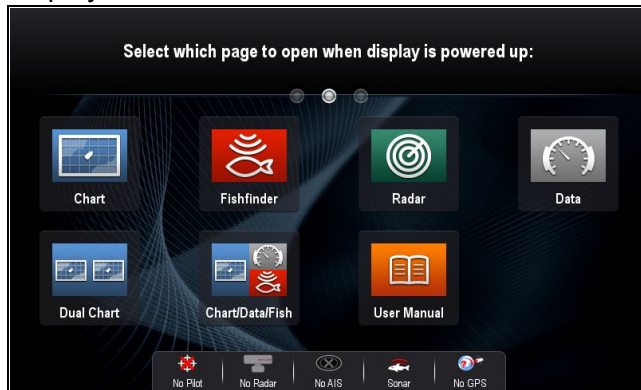 Select which page to open when display is powered up:
Chart
Fishfinder
Radar
Data
Dual Chart
Chart/Data/Fish
User Manual
No Pilot
No Radar
No AIS
Sonar
No GPS